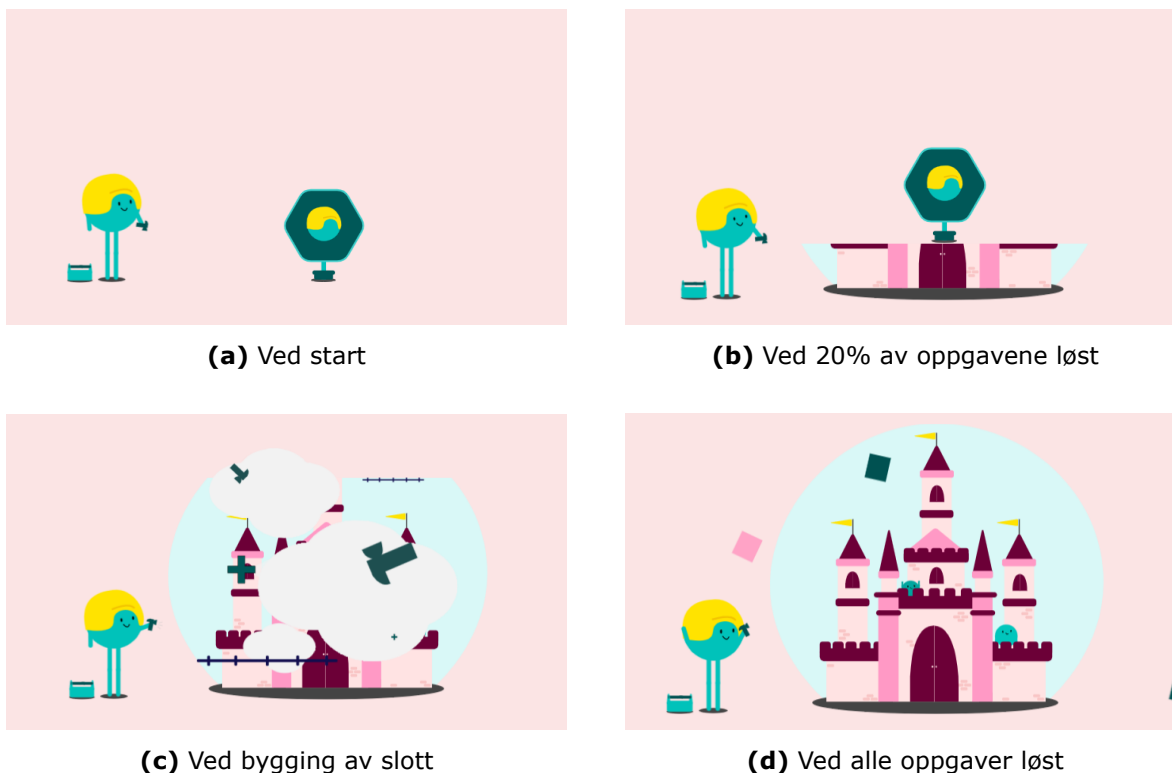 (a) Ved start
(b) Ved 20% av oppgavene løst
(c) Ved bygging av slott
(d) Ved alle oppgaver løst